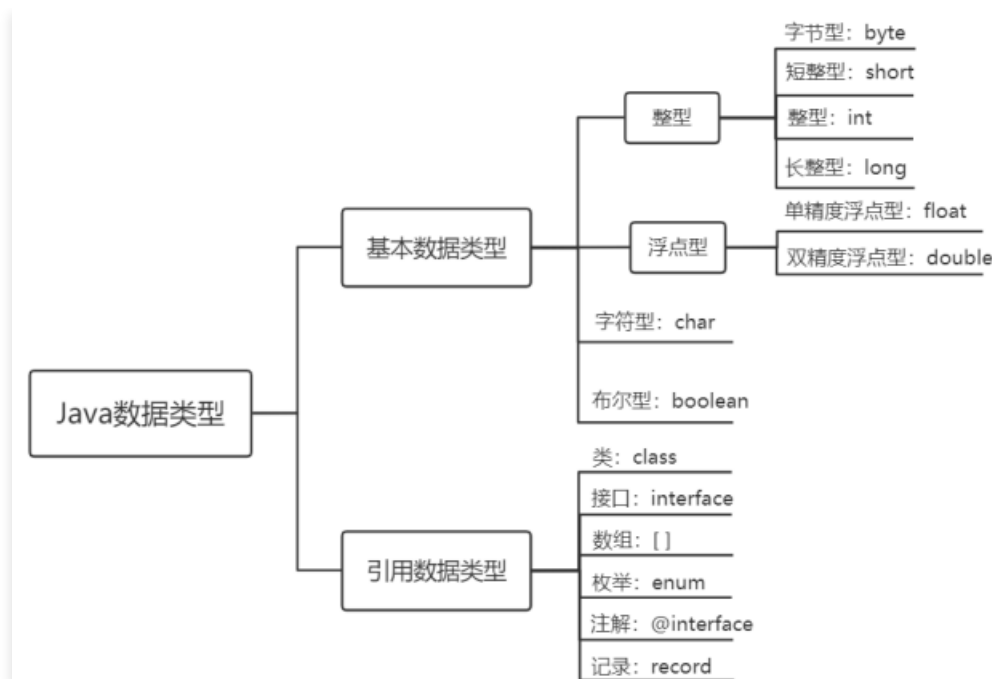 Java数据类型
基本数据类型
整型
字节型：byte
短整型：short
整型：int
长整型：long
浮点型
单精度浮点型：float
双精度浮点型：double
字符型：char
布尔型：boolean
引用数据类型
类：class
接口：interface
数组：[ ]
枚举：enum
注解：@interface
记录：record